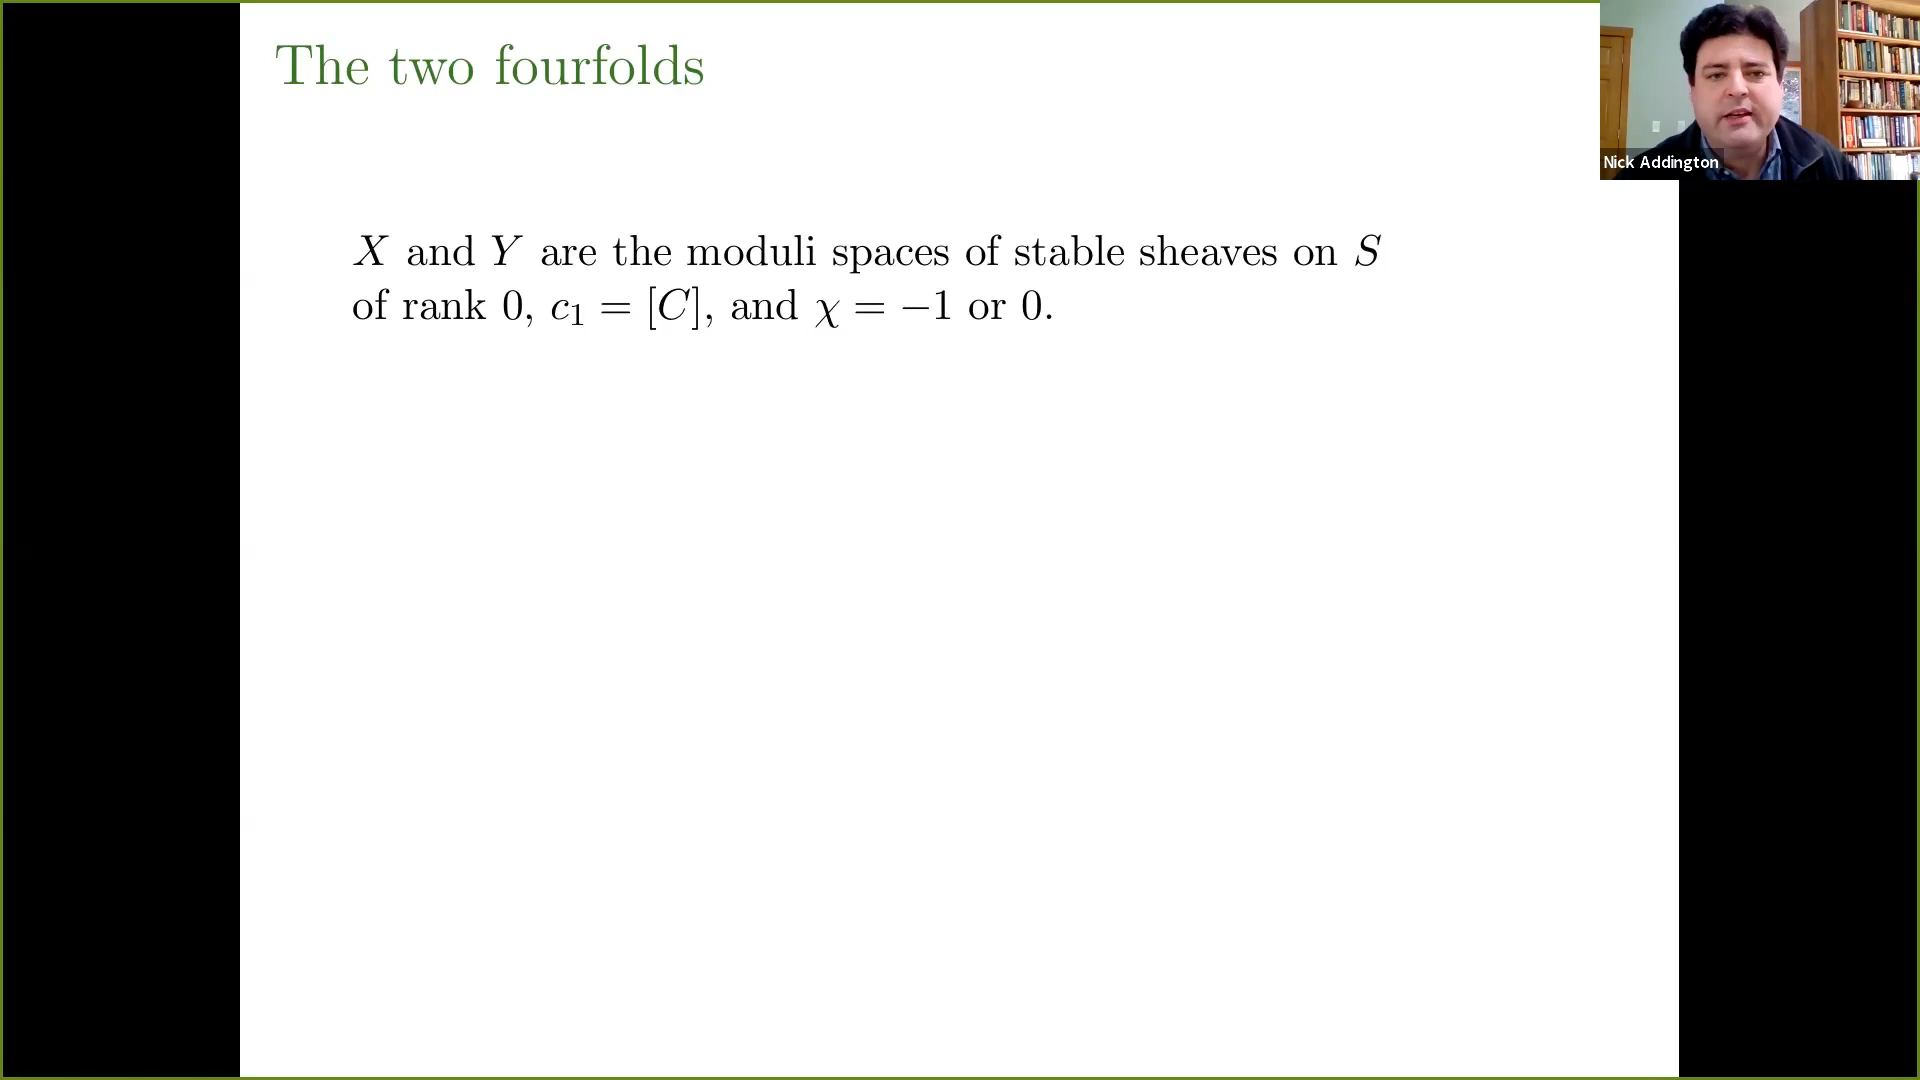 The two fourfolds
X and Y are the moduli spaces of stable sheaves on S
of rank 0, c₁ = [C], and χ = −1 or 0.
Nick Addington